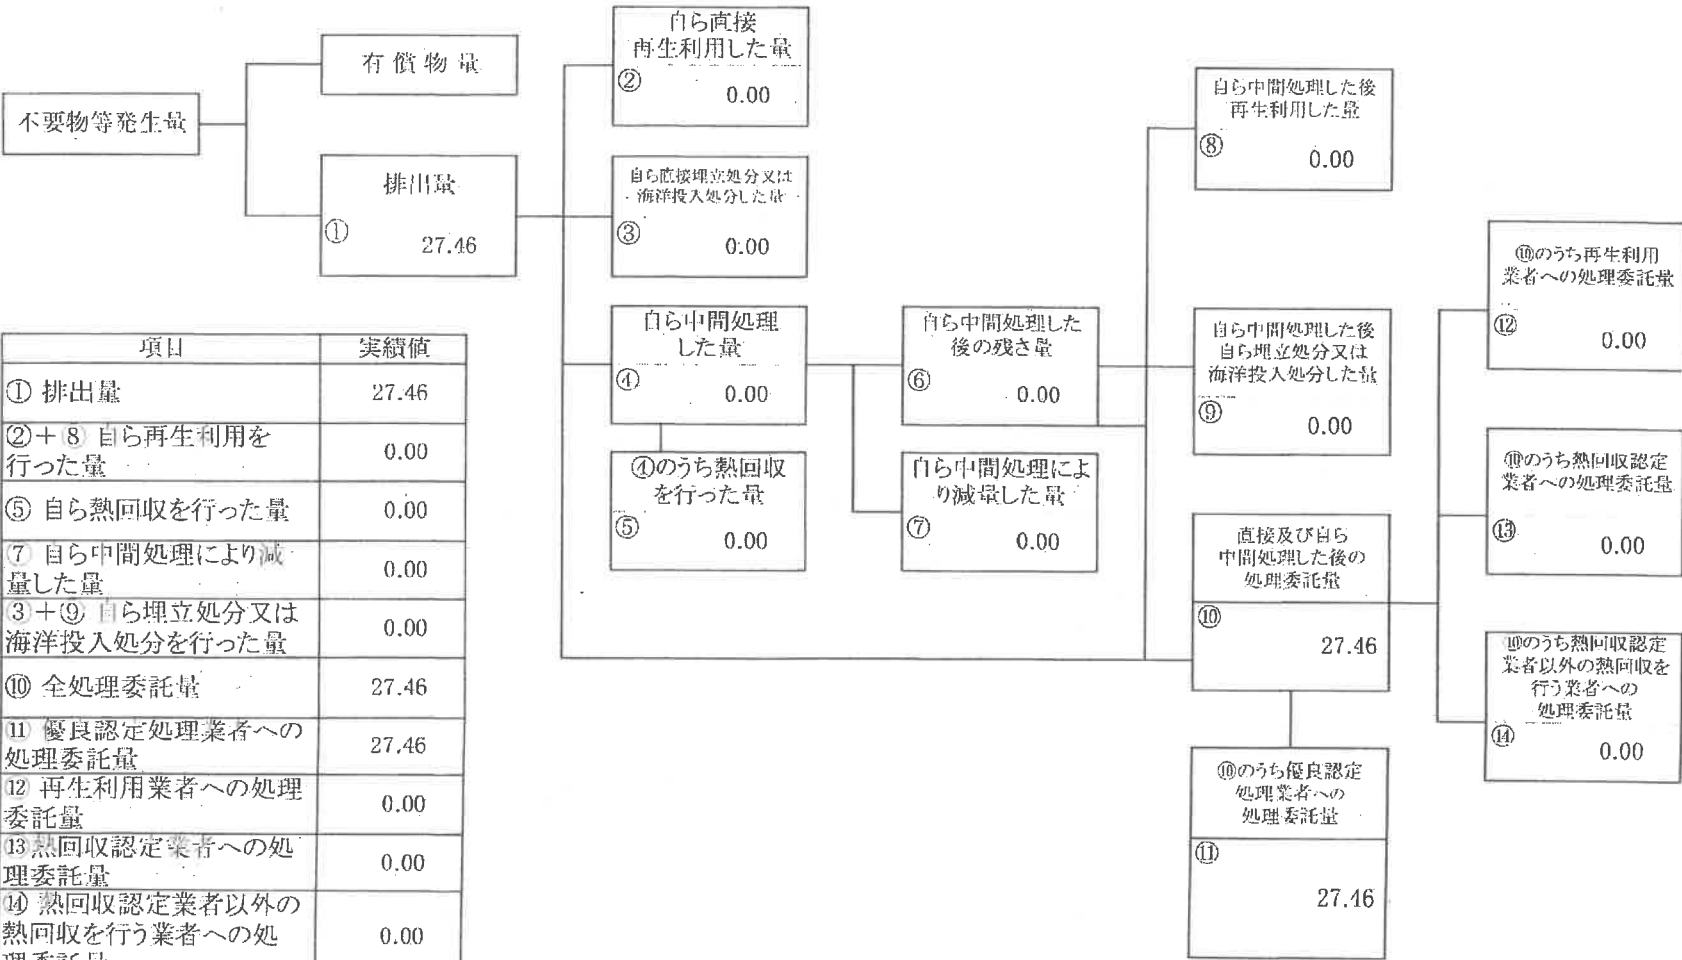 不要物等発生量
有償物量
排出量
①
27.46
自ら直接
再生利用した量
②
0.00
自ら直接埋立処分又は
海洋投入処分した量
③
0.00
自ら中間処理
した量
④
0.00
④のうち熱回収
を行った量
⑤
0.00
自ら中間処理した
後の残さ量
⑥
0.00
自ら中間処理によ
り減量した量
⑦
0.00
自ら中間処理した後
再生利用した量
⑧
0.00
自ら中間処理した後
自ら埋立処分又は
海洋投入処分した量
⑨
0.00
直接及び自ら
中間処理した後の
処理委託量
⑩
27.46
⑩のうち優良認定
処理業者への
処理委託量
⑪
27.46
⑩のうち再生利用
業者への処理委託量
⑫
0.00
⑩のうち熱回収認定
業者への処理委託量
⑬
0.00
⑩のうち熱回収認定
業者以外の熱回収を
行う業者への
処理委託量
⑭
0.00
項目 実績値
① 排出量 27.46
②+⑧ 自ら再生利用を
行った量 0.00
⑤ 自ら熱回収を行った量 0.00
⑦ 自ら中間処理により減
量した量 0.00
③+⑨ 自ら埋立処分又は
海洋投入処分を行った量 0.00
⑩ 全処理委託量 27.46
⑪ 優良認定処理業者への
処理委託量 27.46
⑫ 再生利用業者への処理
委託量 0.00
⑬熱回収認定業者への処
理委託量 0.00
⑭ 熱回収認定業者以外の
熱回収を行う業者への処 0.00
理委託量